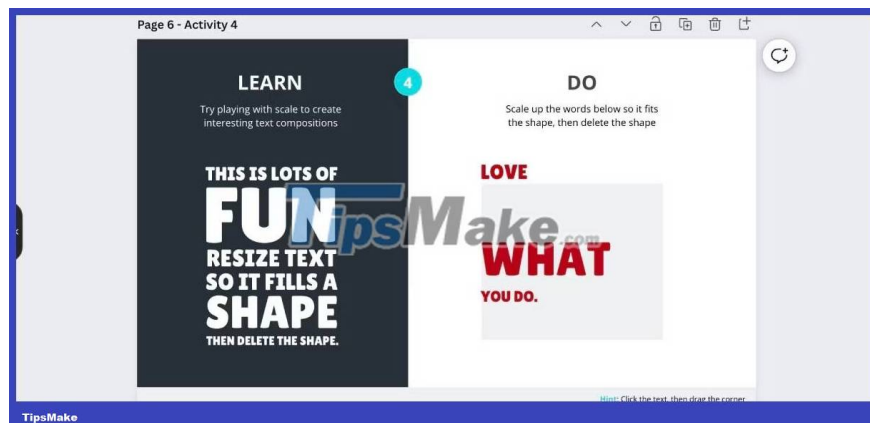 Page 6 - Activity 4
LEARN
Try playing with scale to create
interesting text compositions
THIS IS LOTS OF
FUN
RESIZE TEXT
SO IT FILLS A
SHAPE
THEN DELETE THE SHAPE.
4
DO
Scale up the words below so it fits
the shape, then delete the shape
LOVE
WHAT
YOU DO.
TipsMake.com
Hint: Click the text, then drag the corner
TipsMake